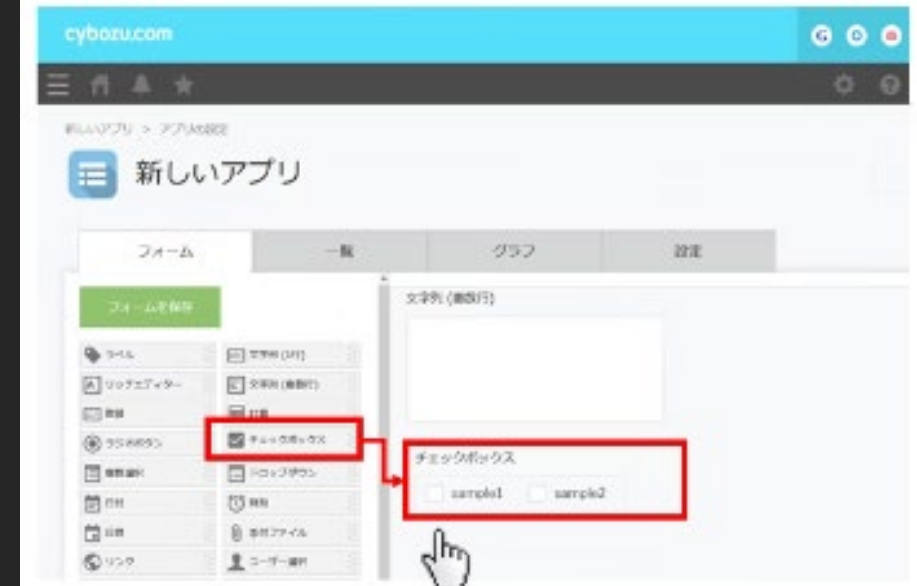 cybozu.com
新しいアプリ > アプリの設定
新しいアプリ
フォーム
一覧
グラフ
設定
フォームを保存
文字列 (複数行)
ラベル
文字列 (1行)
リッチエディター
文字列 (複数行)
数値
計算
ラジオボタン
チェックボックス
複数選択
ドロップダウン
日付
時刻
日時
添付ファイル
リンク
ユーザー選択
チェックボックス
sample1
sample2